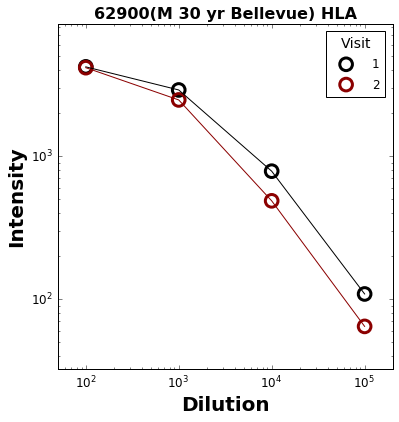 62900(M 30 yr Bellevue) HLA
Visit
1
2
Intensity
10³
10²
10² 10³ 10⁴ 10⁵
Dilution